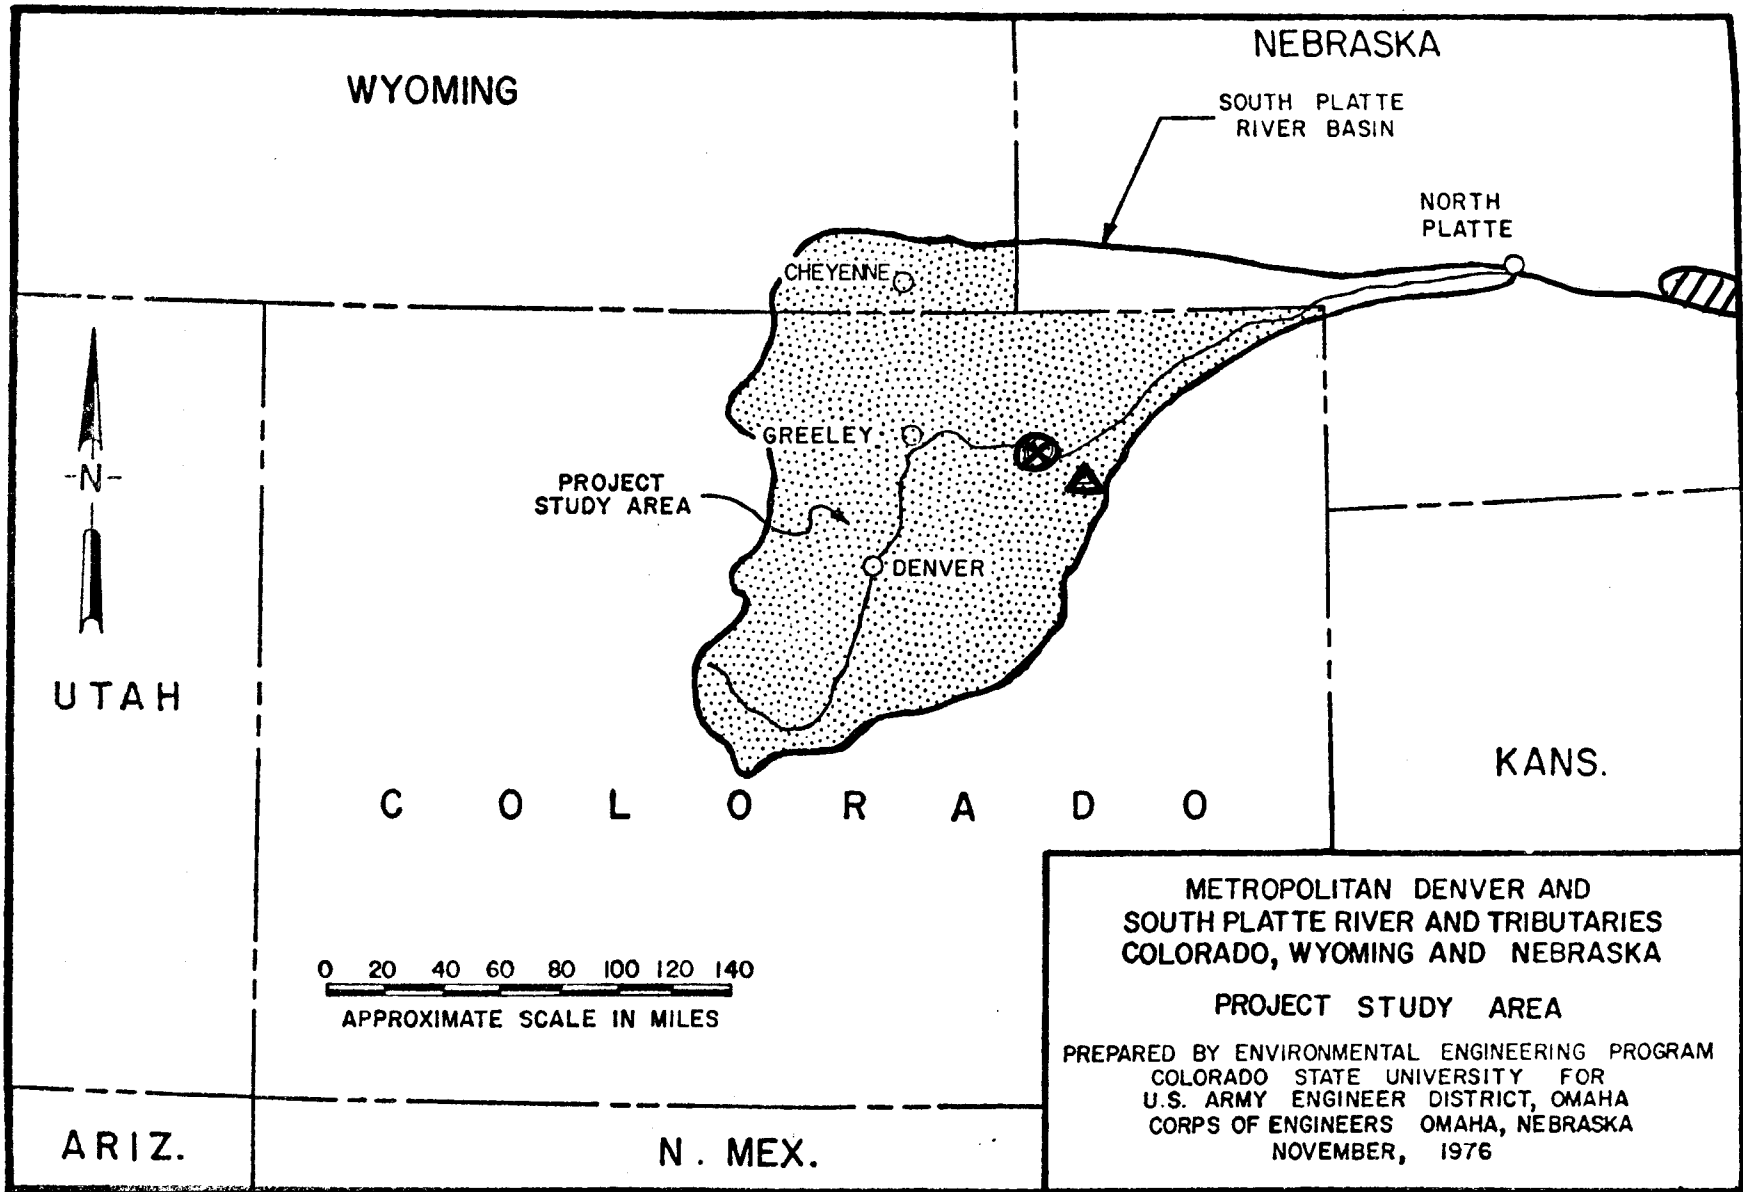 WYOMING
NEBRASKA
SOUTH PLATTE
RIVER BASIN
NORTH
PLATTE
CHEYENNE
GREELEY
PROJECT
STUDY AREA
-N-
DENVER
UTAH
KANS.
COLORADO
0 20 40 60 80 100 120 140
APPROXIMATE SCALE IN MILES
ARIZ.
N. MEX.
METROPOLITAN DENVER AND
SOUTH PLATTE RIVER AND TRIBUTARIES
COLORADO, WYOMING AND NEBRASKA
PROJECT STUDY AREA
PREPARED BY ENVIRONMENTAL ENGINEERING PROGRAM
COLORADO STATE UNIVERSITY FOR
U.S. ARMY ENGINEER DISTRICT, OMAHA
CORPS OF ENGINEERS OMAHA, NEBRASKA
NOVEMBER, 1976